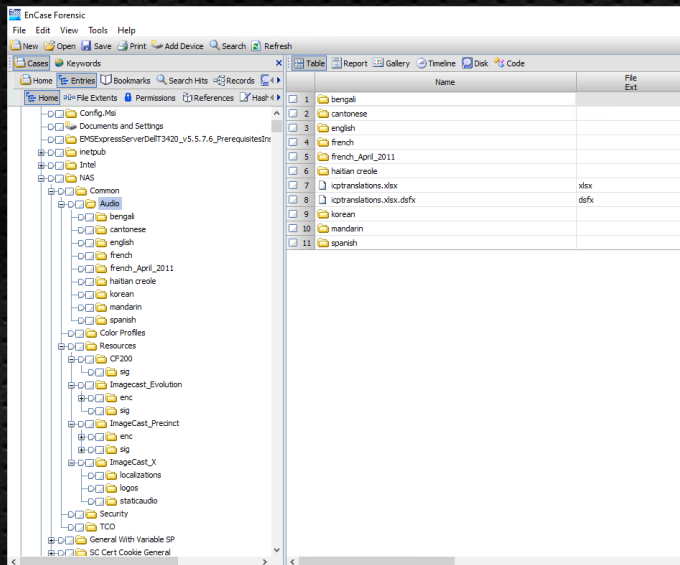 EnCase Forensic
File Edit View Tools Help
New Open Save Print Add Device Search Refresh
Cases Keywords
Home Entries Bookmarks Search Hits Records
Home File Extents Permissions References Hash
Config.Msi
Documents and Settings
EMSExpressServerDellT3420_v5.5.7.6_PrerequisitesIns
inetpub
Intel
NAS
Common
Audio
bengali
cantonese
english
french
french_April_2011
haitian creole
korean
mandarin
spanish
Color Profiles
Resources
CF200
sig
Imagecast_Evolution
enc
sig
ImageCast_Precinct
enc
sig
ImageCast_X
localizations
logos
staticaudio
Security
TCO
General With Variable SP
SC Cert Cookie General
Table Report Gallery Timeline Disk Code
Name File Ext
1 bengali
2 cantonese
3 english
4 french
5 french_April_2011
6 haitian creole
7 icptranslations.xlsx xlsx
8 icptranslations.xlsx.dsfx dsfx
9 korean
10 mandarin
11 spanish